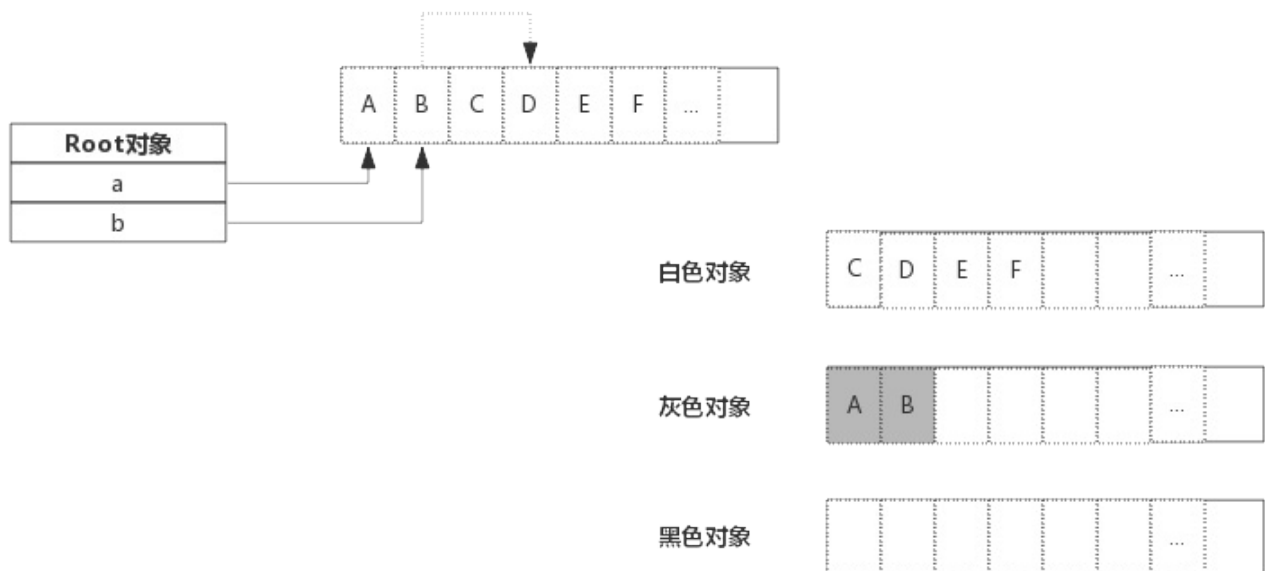 A B C D E F ...
Root对象
a
b
白色对象
C D E F ...
灰色对象
A B ...
黑色对象
...